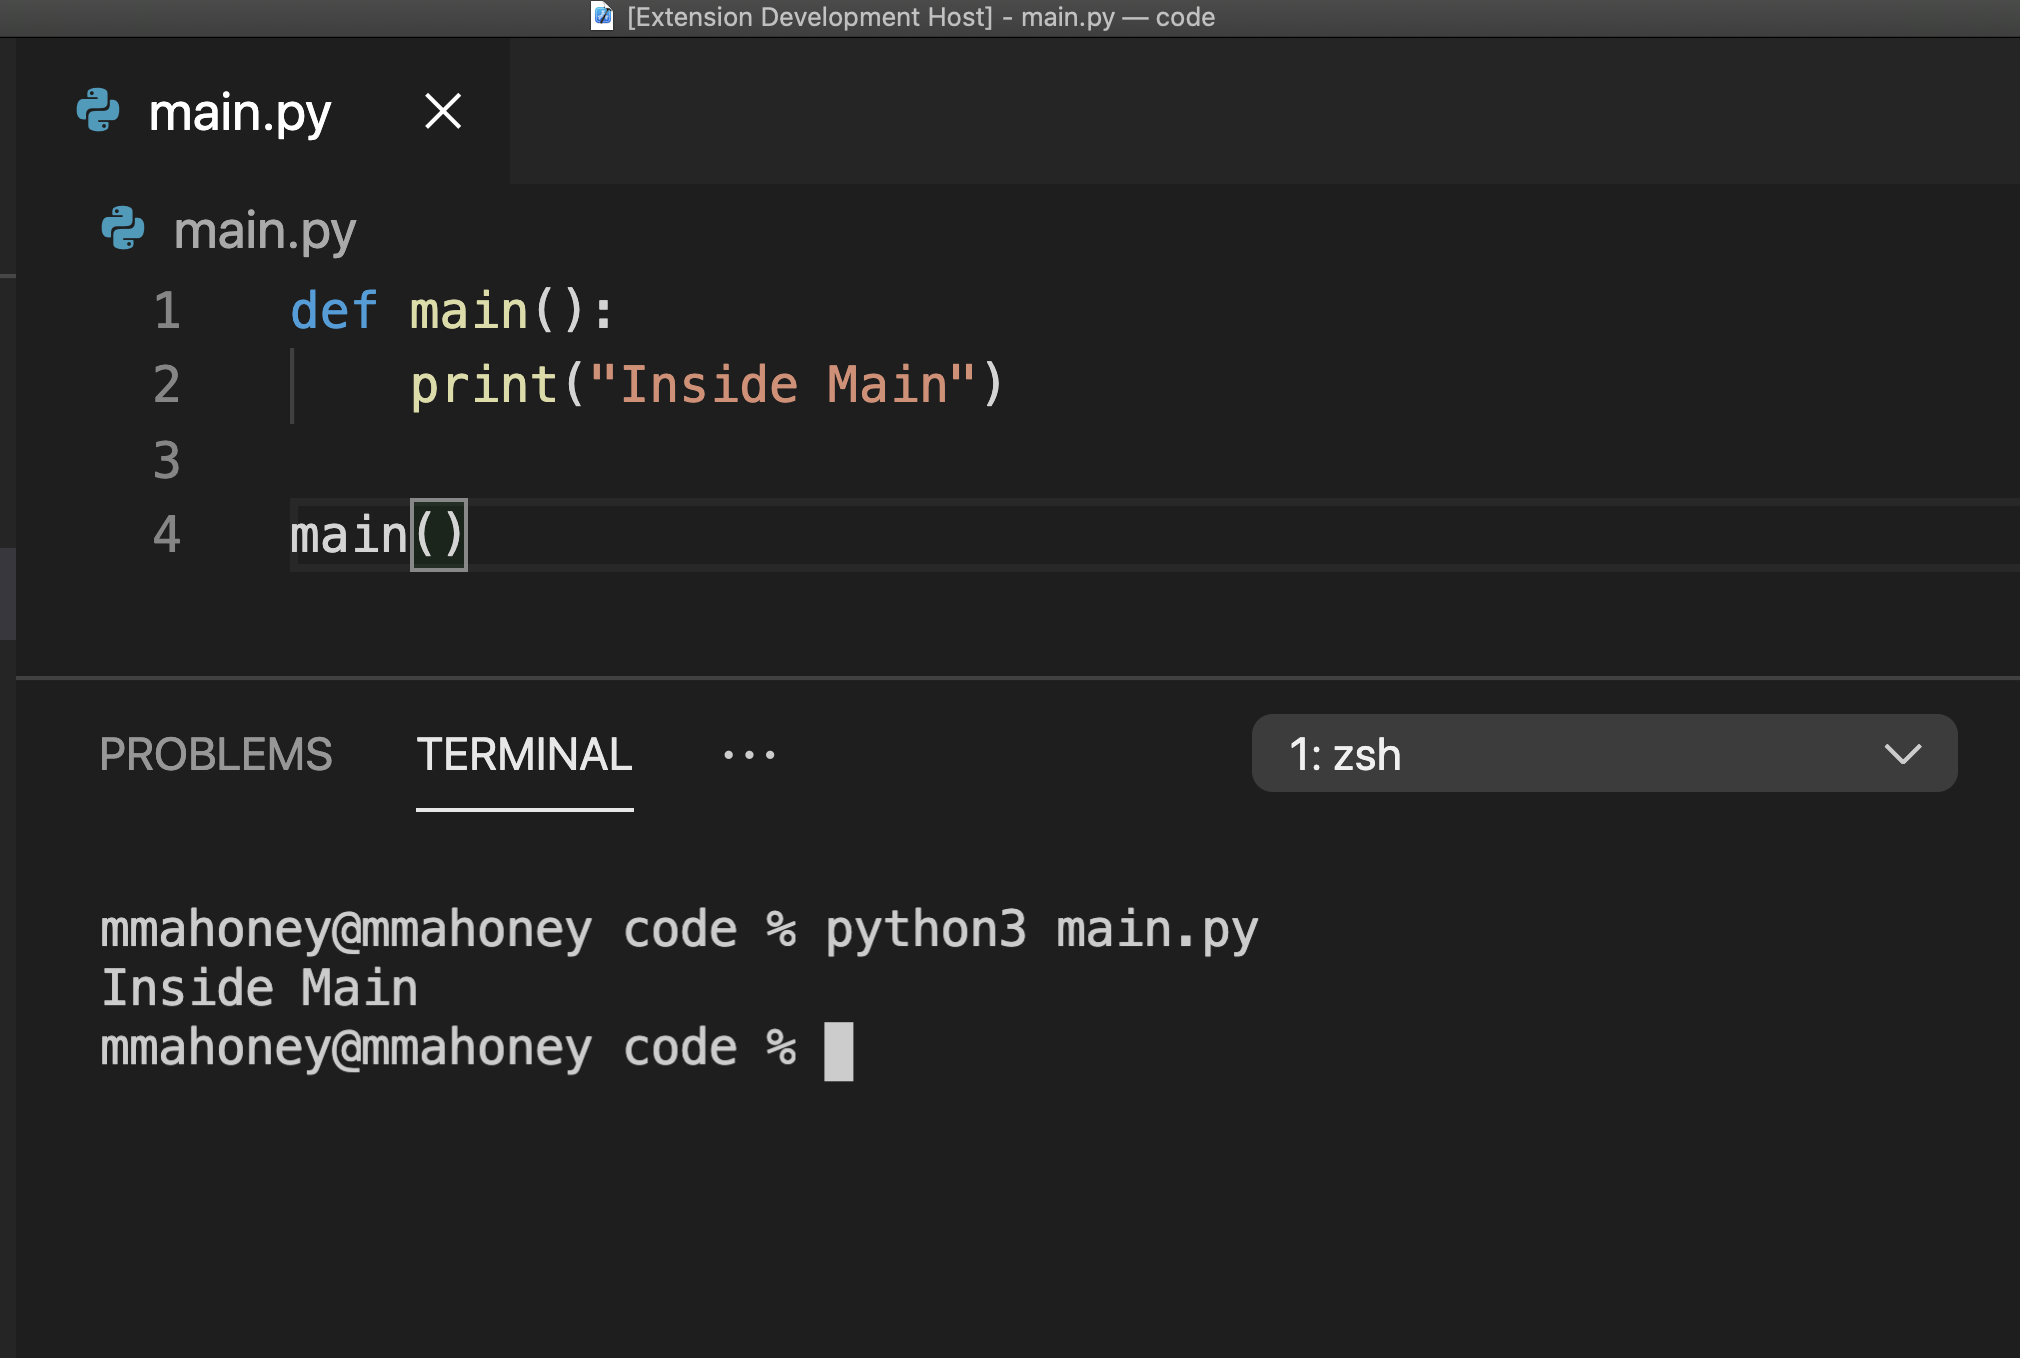 [Extension Development Host] - main.py — code
main.py
main.py
1 def main():
2     print("Inside Main")
3
4 main()
PROBLEMS TERMINAL ··· 1: zsh
mmahoney@mmahoney code % python3 main.py
Inside Main
mmahoney@mmahoney code %